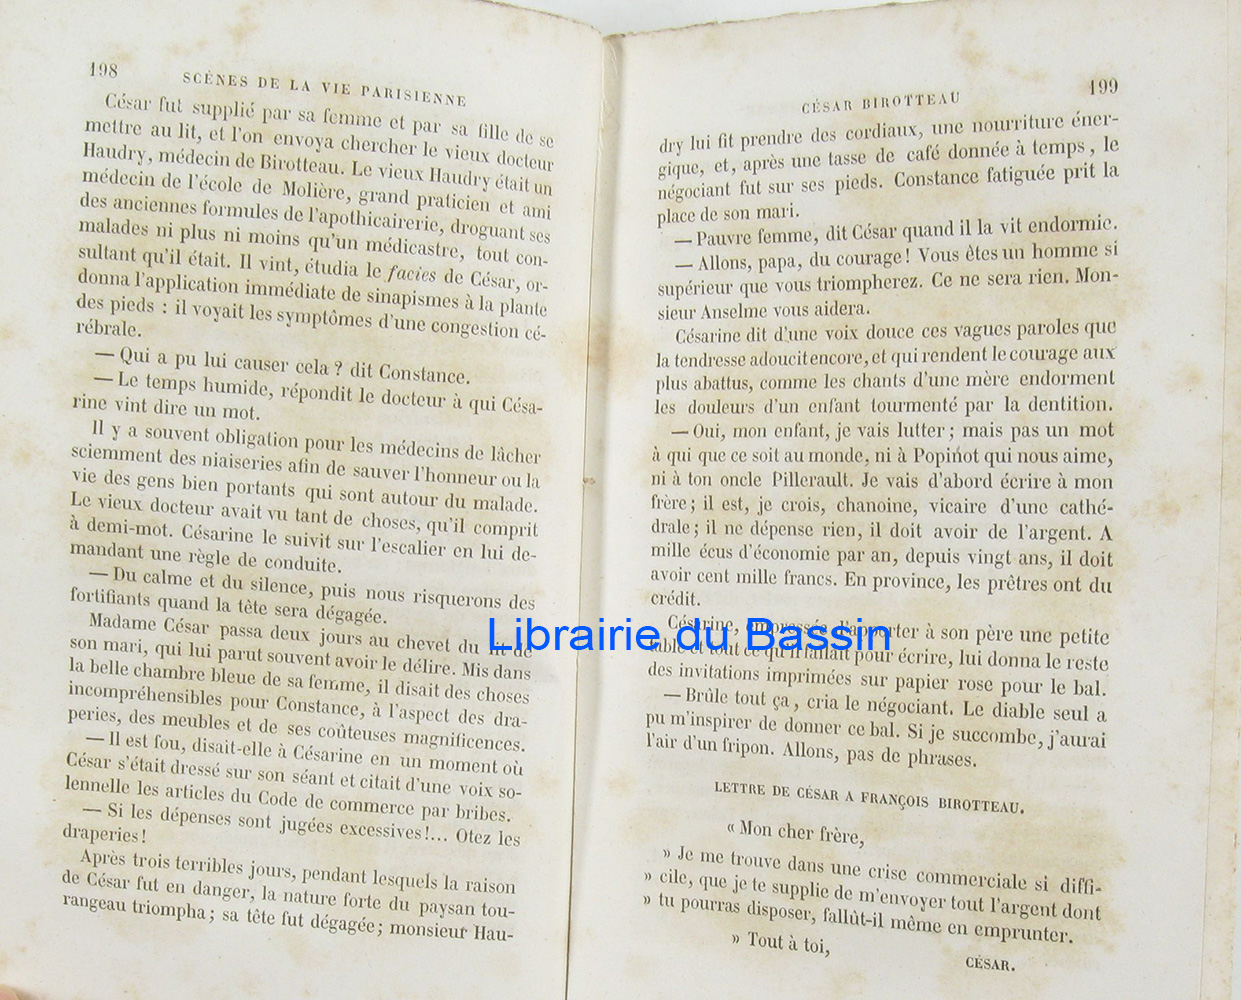 198
SCÈNES DE LA VIE PARISIENNE
César fut supplié par sa femme et par sa fille de se
mettre au lit, et l'on envoya chercher le vieux docteur
Haudry, médecin de Birotteau. Le vieux Haudry était un
médecin de l'école de Molière, grand praticien et ami
des anciennes formules de l'apothicairerie, droguant ses
malades ni plus ni moins qu'un médicastre, tout con-
sultant qu'il était. Il vint, étudia le facies de César, or-
donna l'application immédiate de sinapismes à la plante
des pieds : il voyait les symptômes d'une congestion cé-
rébrale.
— Qui a pu lui causer cela ? dit Constance.
— Le temps humide, répondit le docteur à qui Césa-
rine vint dire un mot.
Il y a souvent obligation pour les médecins de lâcher
sciemment des niaiseries afin de sauver l'honneur ou la
vie des gens bien portants qui sont autour du malade.
Le vieux docteur avait vu tant de choses, qu'il comprit
à demi-mot. Césarine le suivit sur l'escalier en lui de-
mandant une règle de conduite.
— Du calme et du silence, puis nous risquerons des
fortifiants quand la tête sera dégagée.
Madame César passa deux jours au chevet du lit de
son mari, qui lui parut souvent avoir le délire. Mis dans
la belle chambre bleue de sa femme, il disait des choses
incompréhensibles pour Constance, à l'aspect des dra-
peries, des meubles et de ses coûteuses magnificences.
— Il est fou, disait-elle à Césarine en un moment où
César s'était dressé sur son séant et citait d'une voix so-
lennelle les articles du Code de commerce par bribes.
— Si les dépenses sont jugées excessives !... Otez les
draperies !
Après trois terribles jours, pendant lesquels la raison
de César fut en danger, la nature forte du paysan tou-
rangeau triompha ; sa tête fut dégagée ; monsieur Hau-
CÉSAR BIROTTEAU
199
dry lui fit prendre des cordiaux, une nourriture éner-
gique, et, après une tasse de café donnée à temps, le
négociant fut sur ses pieds. Constance fatiguée prit la
place de son mari.
— Pauvre femme, dit César quand il la vit endormie.
— Allons, papa, du courage ! Vous êtes un homme si
supérieur que vous triompherez. Ce ne sera rien. Mon-
sieur Anselme vous aidera.
Césarine dit d'une voix douce ces vagues paroles que
la tendresse adoucit encore, et qui rendent le courage aux
plus abattus, comme les chants d'une mère endorment
les douleurs d'un enfant tourmenté par la dentition.
— Oui, mon enfant, je vais lutter ; mais pas un mot
à qui que ce soit au monde, ni à Popinot qui nous aime,
ni à ton oncle Pillerault. Je vais d'abord écrire à mon
frère ; il est, je crois, chanoine, vicaire d'une cathé-
drale ; il ne dépense rien, il doit avoir de l'argent. A
mille écus d'économie par an, depuis vingt ans, il doit
avoir cent mille francs. En province, les prêtres ont du
crédit.
Césarine, empressée d'apporter à son père une petite
table et tout ce qu'il fallait pour écrire, lui donna le reste
des invitations imprimées sur papier rose pour le bal.
— Brûle tout ça, cria le négociant. Le diable seul a
pu m'inspirer de donner ce bal. Si je succombe, j'aurai
l'air d'un fripon. Allons, pas de phrases.
LETTRE DE CÉSAR A FRANÇOIS BIROTTEAU.
« Mon cher frère,
» Je me trouve dans une crise commerciale si diffi-
» cile, que je te supplie de m'envoyer tout l'argent dont
» tu pourras disposer, fallût-il même en emprunter.
» Tout à toi,
CÉSAR.
Librairie du Bassin